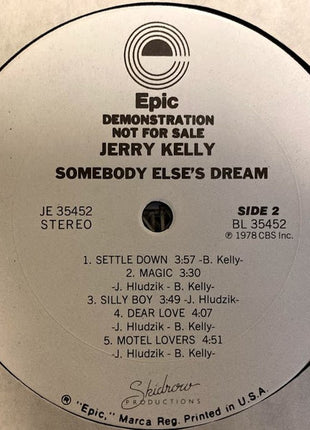 Epic
DEMONSTRATION
NOT FOR SALE
JERRY KELLY
SOMEBODY ELSE'S DREAM
JE 35452 SIDE 2
STEREO BL 35452
℗ 1978 CBS Inc.
1. SETTLE DOWN 3:57 -B. Kelly-
2. MAGIC 3:30
-J. Hludzik - B. Kelly-
3. SILLY BOY 3:49 -J. Hludzik-
4. DEAR LOVE 4:07
-J. Hludzik - B. Kelly-
5. MOTEL LOVERS 4:51
-J. Hludzik - B. Kelly-
Skidrow
PRODUCTIONS
® "Epic," Marca Reg. Printed in U.S.A.